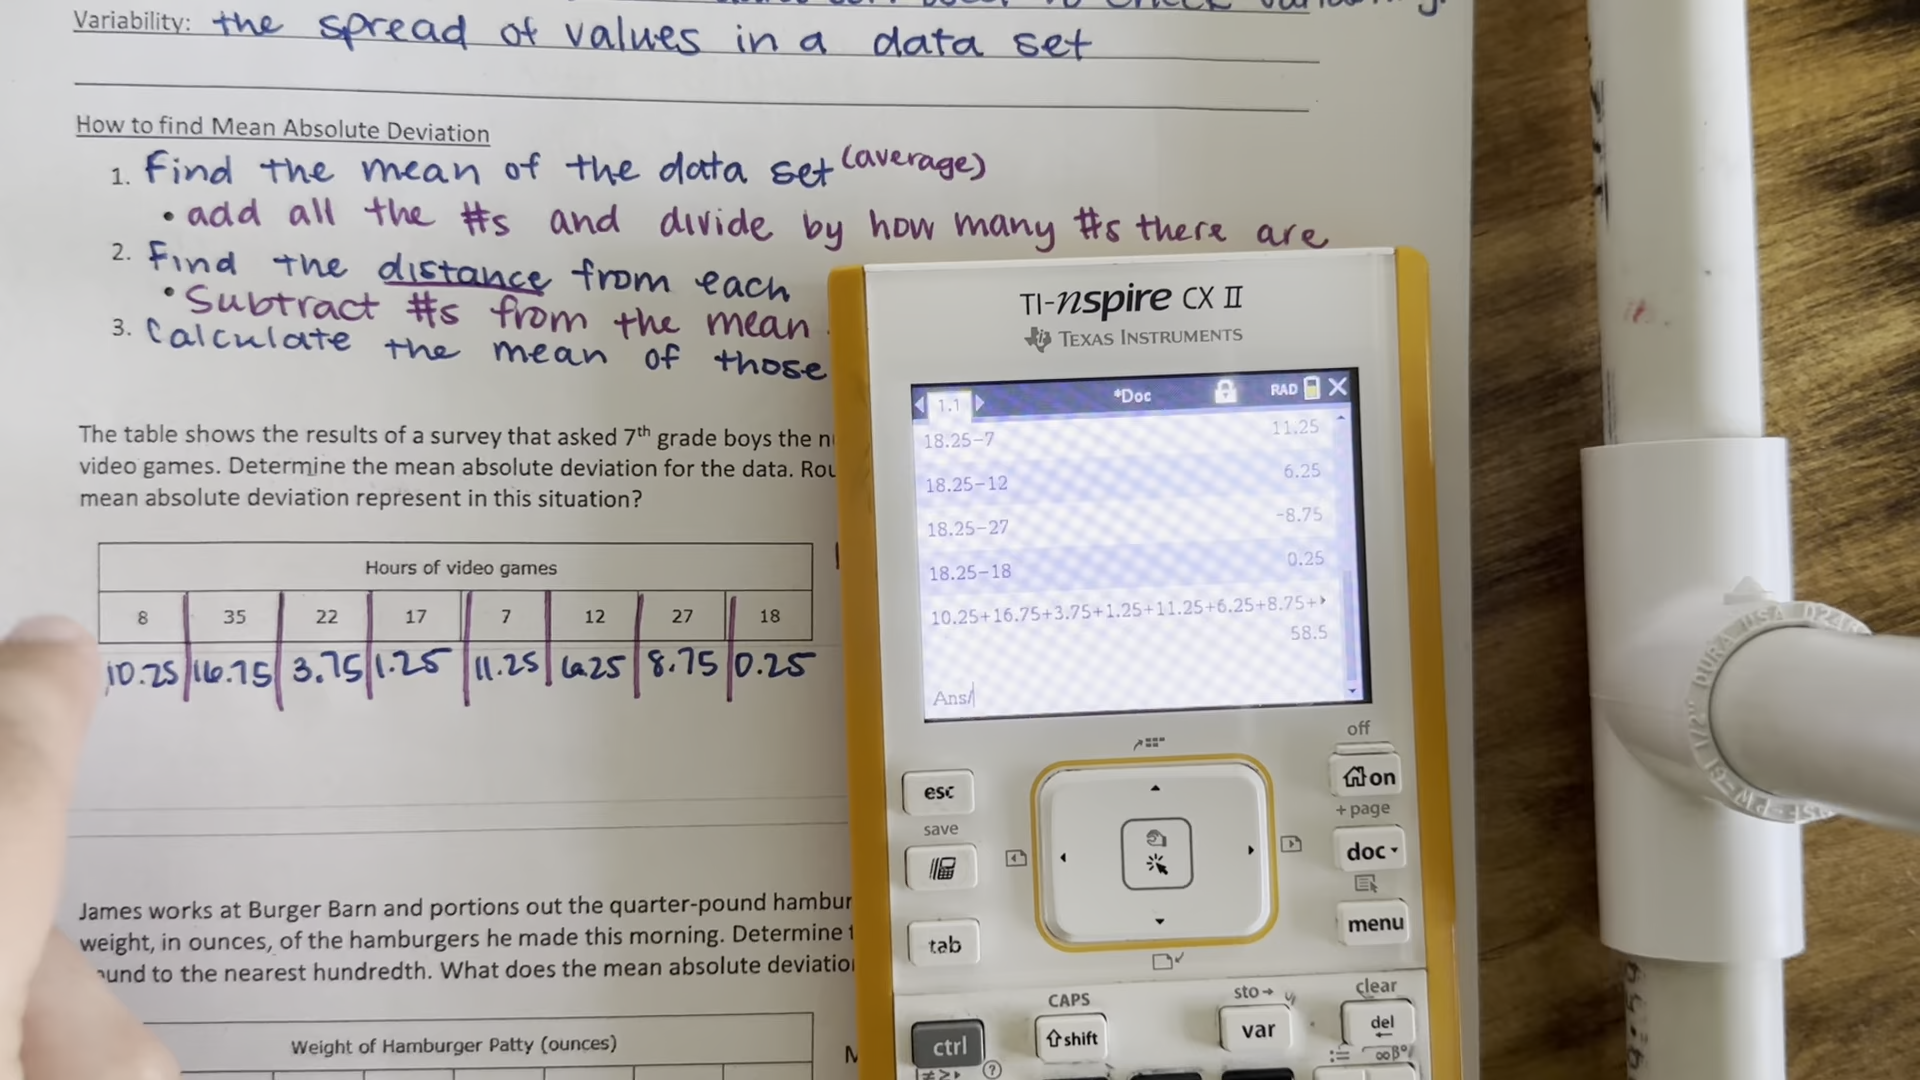 Variability: the spread of values in a data set
How to find Mean Absolute Deviation
1. Find the mean of the data set (average)
• add all the #s and divide by how many #s there are
2. Find the distance from each
• Subtract #s from the mean
3. Calculate the mean of those
The table shows the results of a survey that asked 7th grade boys the
video games. Determine the mean absolute deviation for the data.
mean absolute deviation represent in this situation?
Hours of video games
8 35 22 17 7 12 27 18
10.25 16.75 3.75 1.25 11.25 6.25 8.75 0.25
James works at Burger Barn and portions out the quarter-pound
weight, in ounces, of the hamburgers he made this morning. Determine
to the nearest hundredth. What does the mean absolute
Weight of Hamburger Patty (ounces)
TI-nspire CX II
TEXAS INSTRUMENTS
1.1 *Doc RAD X
18.25-7 11.25
18.25-12 6.25
18.25-27 -8.75
18.25-18 0.25
10.25+16.75+3.75+1.25+11.25+6.25+8.75+
58.5
Ans/
off
esc
on
save
+ page
doc
tab
menu
CAPS
sto→
clear
ctrl
shift
var
del